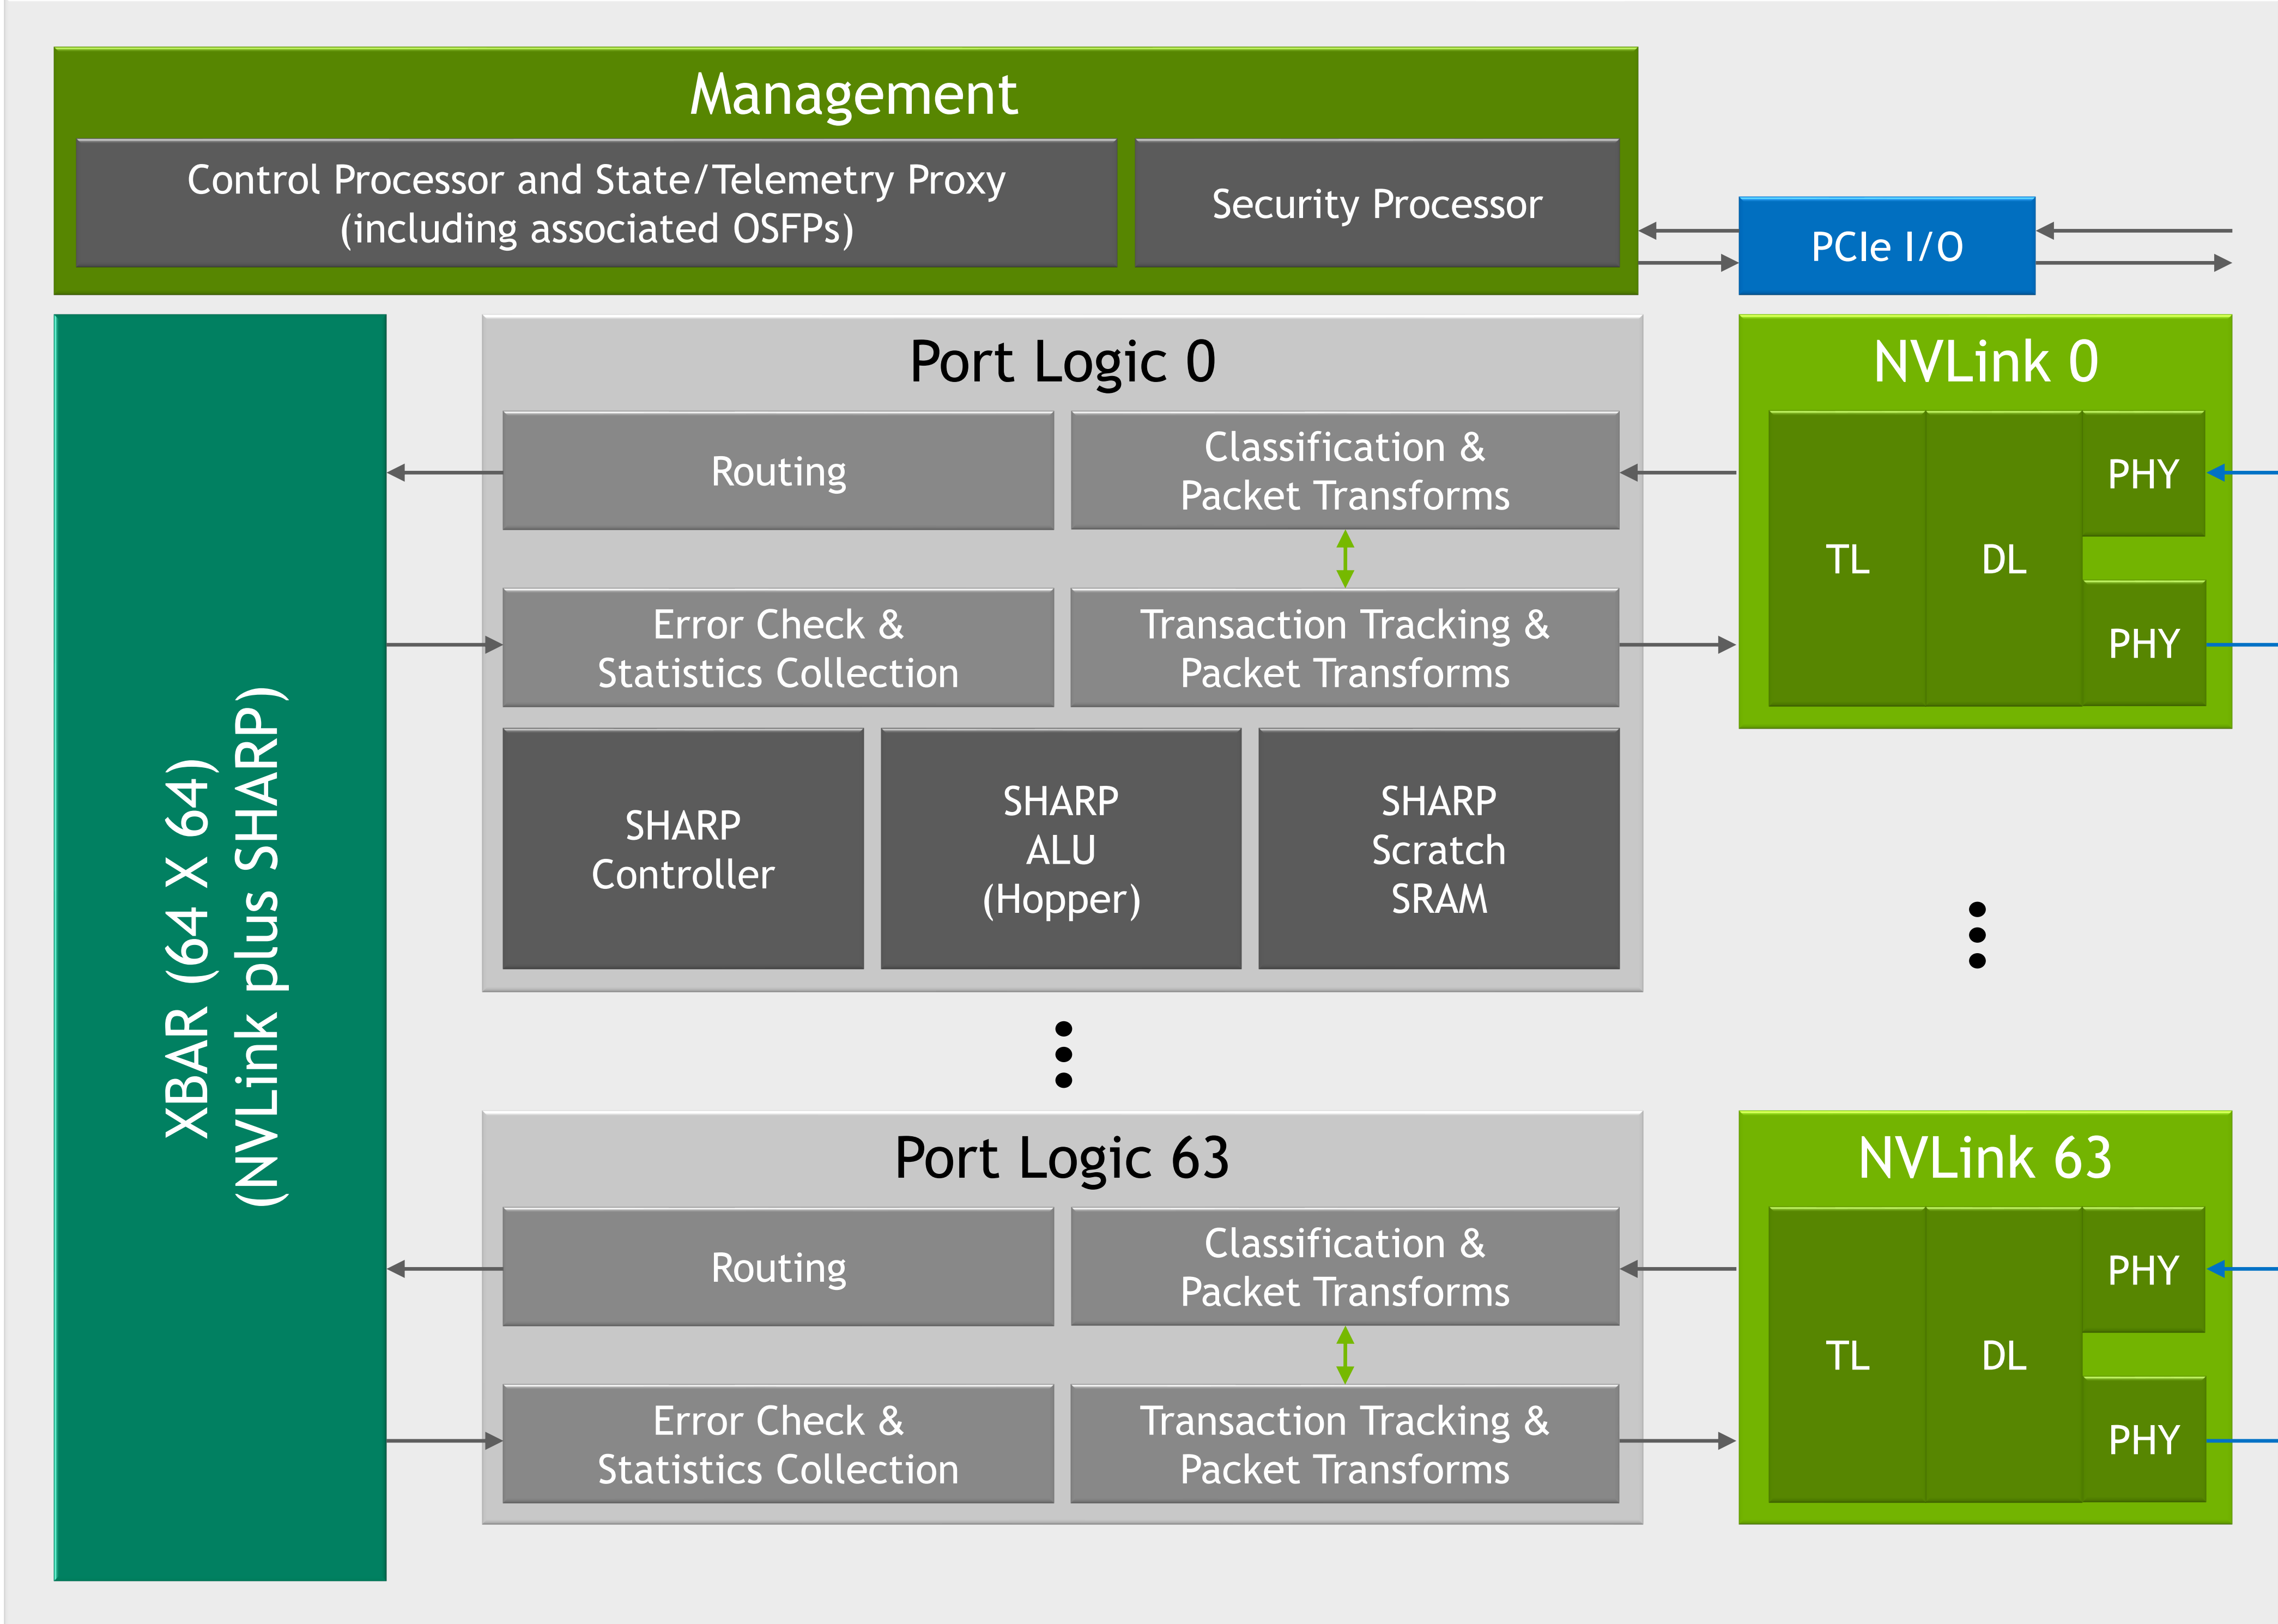 Management
Control Processor and State/Telemetry Proxy
(including associated OSFPs)
Security Processor
PCIe I/O
XBAR (64 X 64)
(NVLink plus SHARP)
Port Logic 0
Routing
Classification &
Packet Transforms
Error Check &
Statistics Collection
Transaction Tracking &
Packet Transforms
SHARP
Controller
SHARP
ALU
(Hopper)
SHARP
Scratch
SRAM
NVLink 0
TL
DL
PHY
PHY
Port Logic 63
Routing
Classification &
Packet Transforms
Error Check &
Statistics Collection
Transaction Tracking &
Packet Transforms
NVLink 63
TL
DL
PHY
PHY